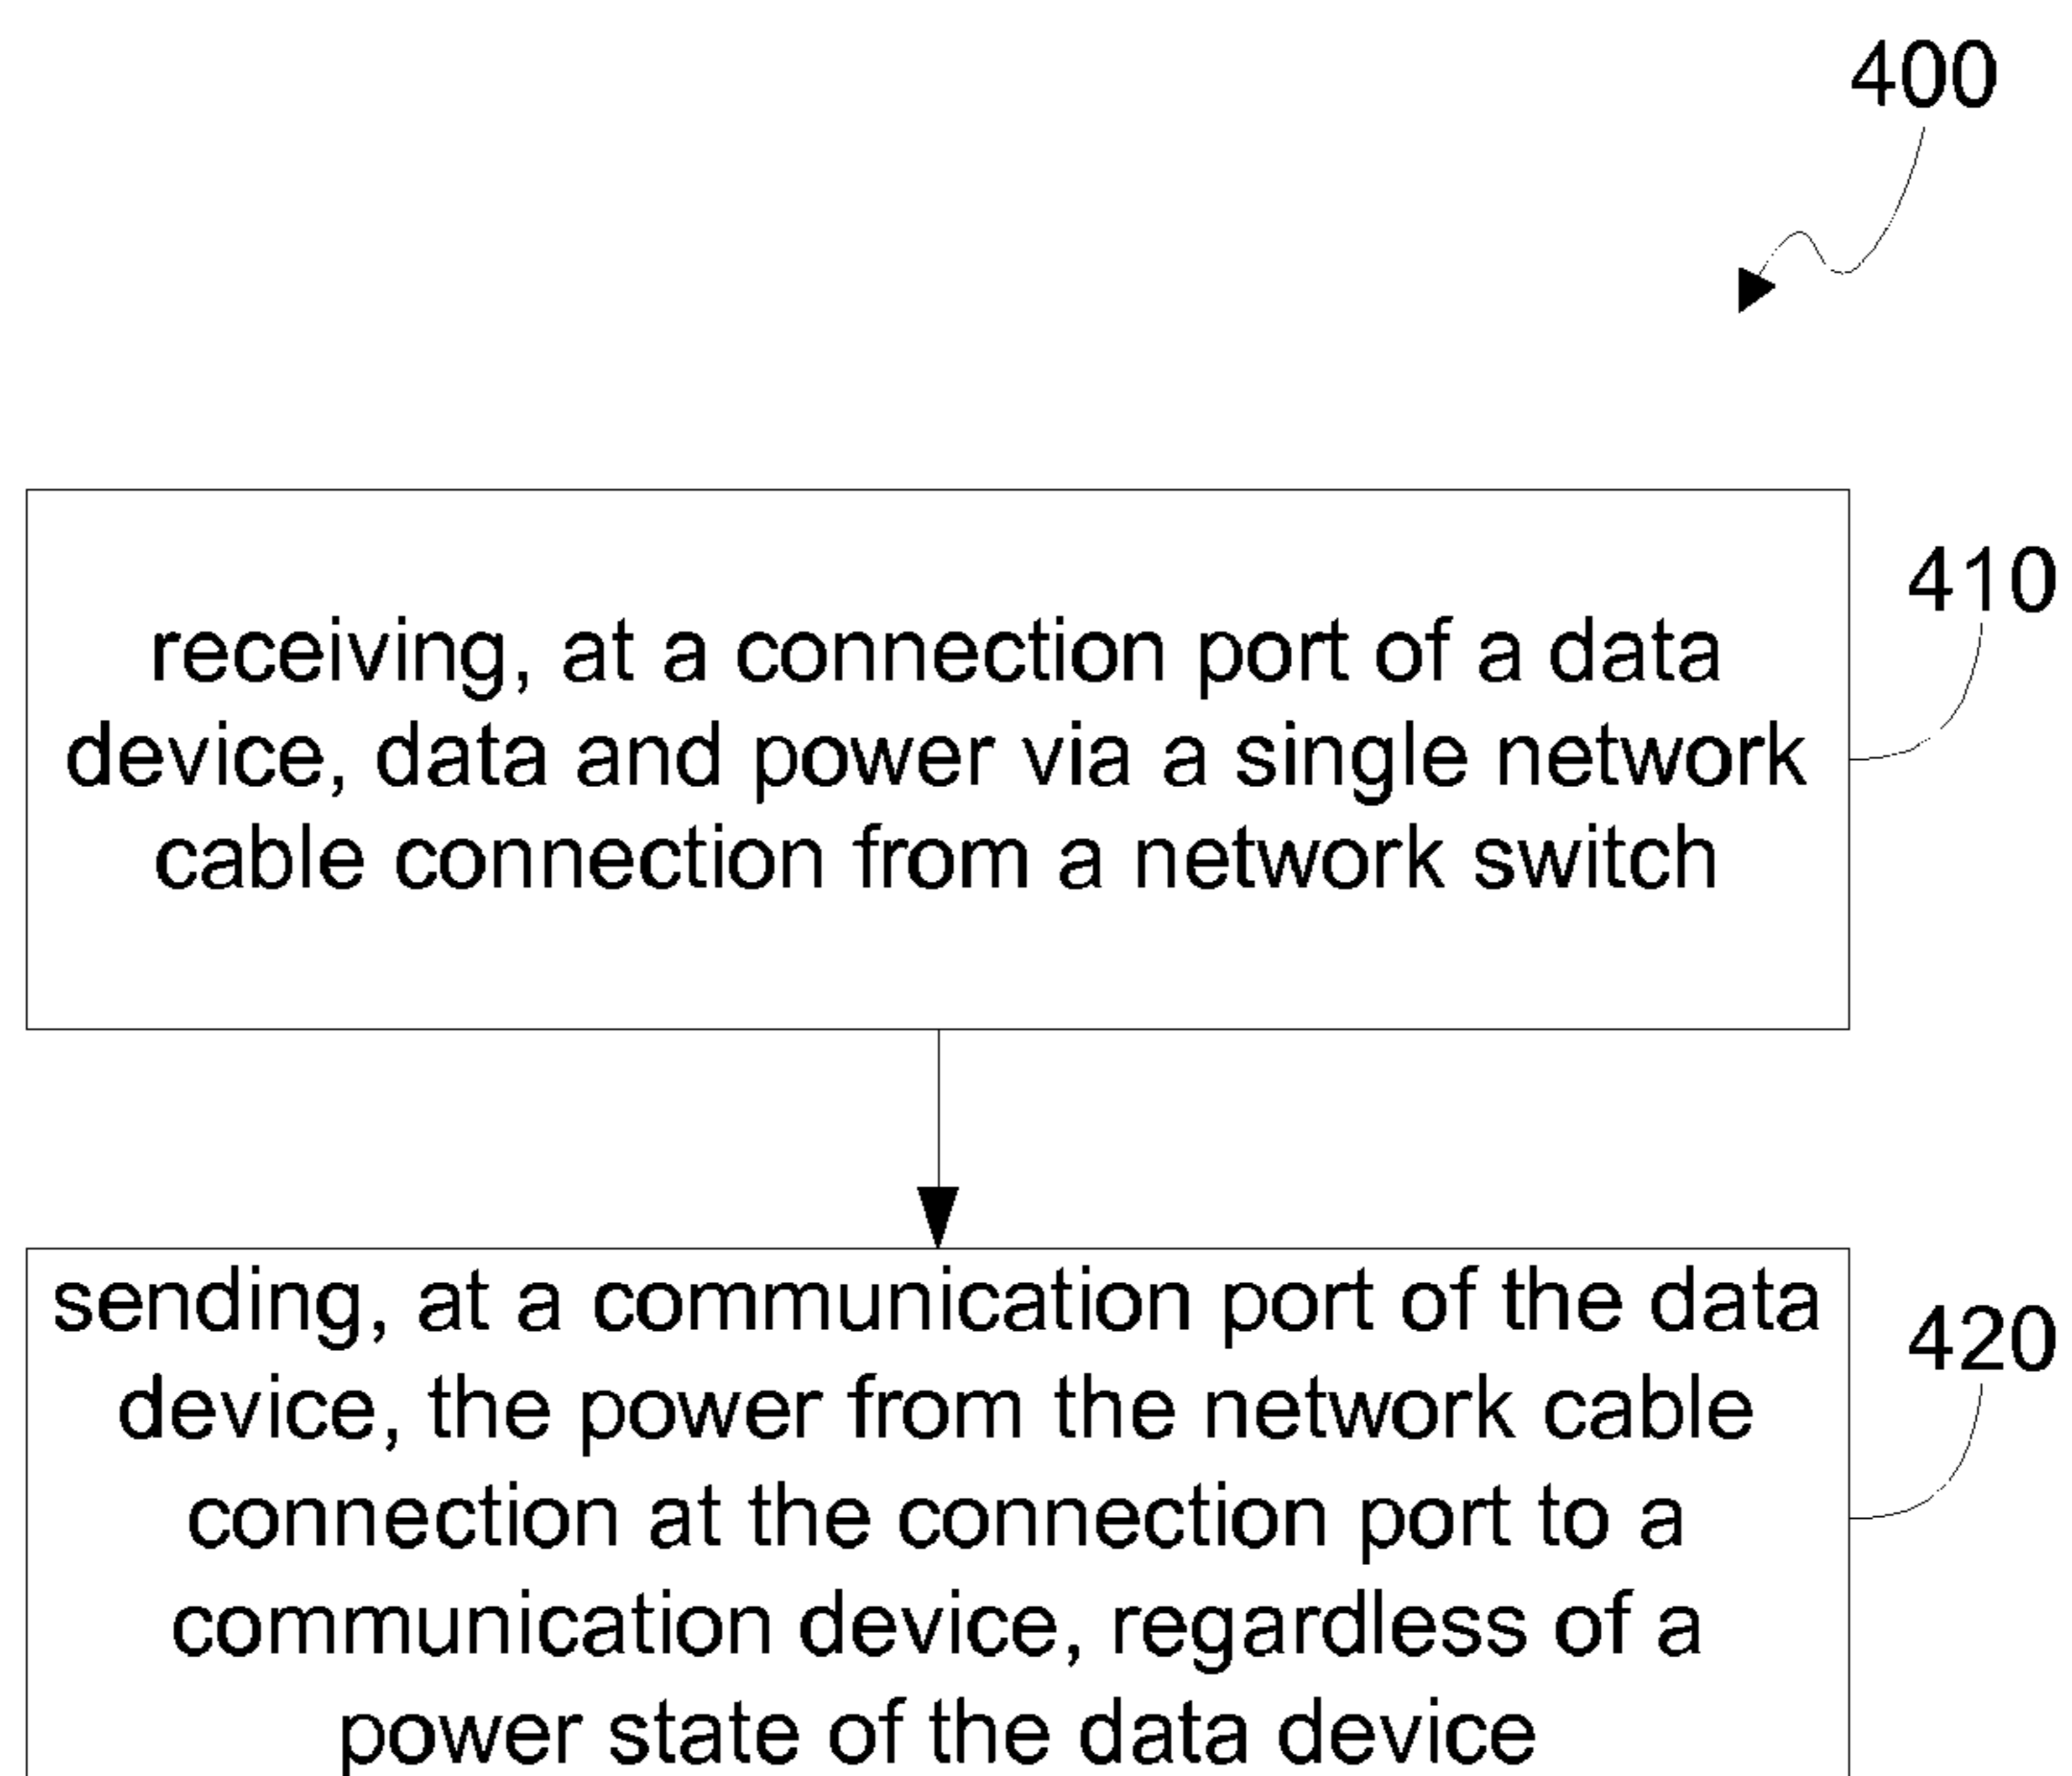 400
410
receiving, at a connection port of a data
device, data and power via a single network
cable connection from a network switch
420
sending, at a communication port of the data
device, the power from the network cable
connection at the connection port to a
communication device, regardless of a
power state of the data device